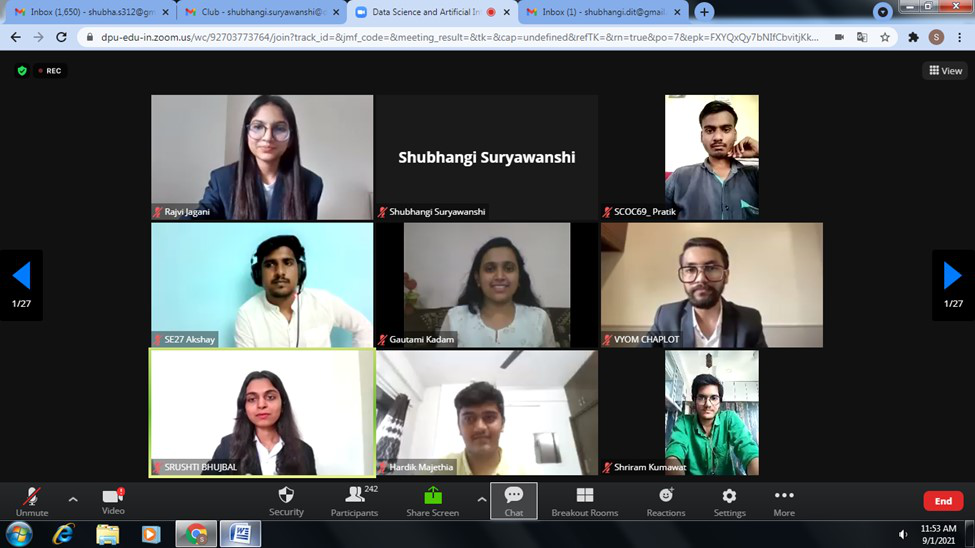 Inbox (1,650) - shubha.s312@gm
Club - shubhangi.suryawanshi@d
Data Science and Artificial In
Inbox (1) - shubhangi.dit@gmail
dpu-edu-in.zoom.us/wc/92703773764/join?track_id=&jmf_code=&meeting_result=&tk=&cap=undefined&refTK=&rn=true&po=7&epk=FXYQxQy7bNIfCbvitjKk...
S
REC
View
Rajvi Jagani
Shubhangi Suryawanshi
Shubhangi Suryawanshi
SCOC69_ Pratik
1/27
SE27 Akshay
Gautami Kadam
VYOM CHAPLOT
1/27
SRUSHTI BHUJBAL
Hardik Majethia
Shriram Kumawat
Unmute
Video
Security
242
Participants
Share Screen
Chat
Breakout Rooms
Reactions
Settings
More
End
11:53 AM
9/1/2021